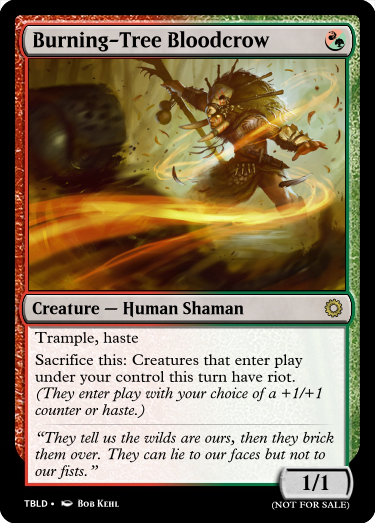 Burning-Tree Bloodcrow
Creature — Human Shaman
Trample, haste
Sacrifice this: Creatures that enter play
under your control this turn have riot.
(They enter play with your choice of a +1/+1
counter or haste.)
“They tell us the wilds are ours, then they brick
them over. They can lie to our faces but not to
our fists.”
1/1
TBLD • Bob Kehl
(NOT FOR SALE)